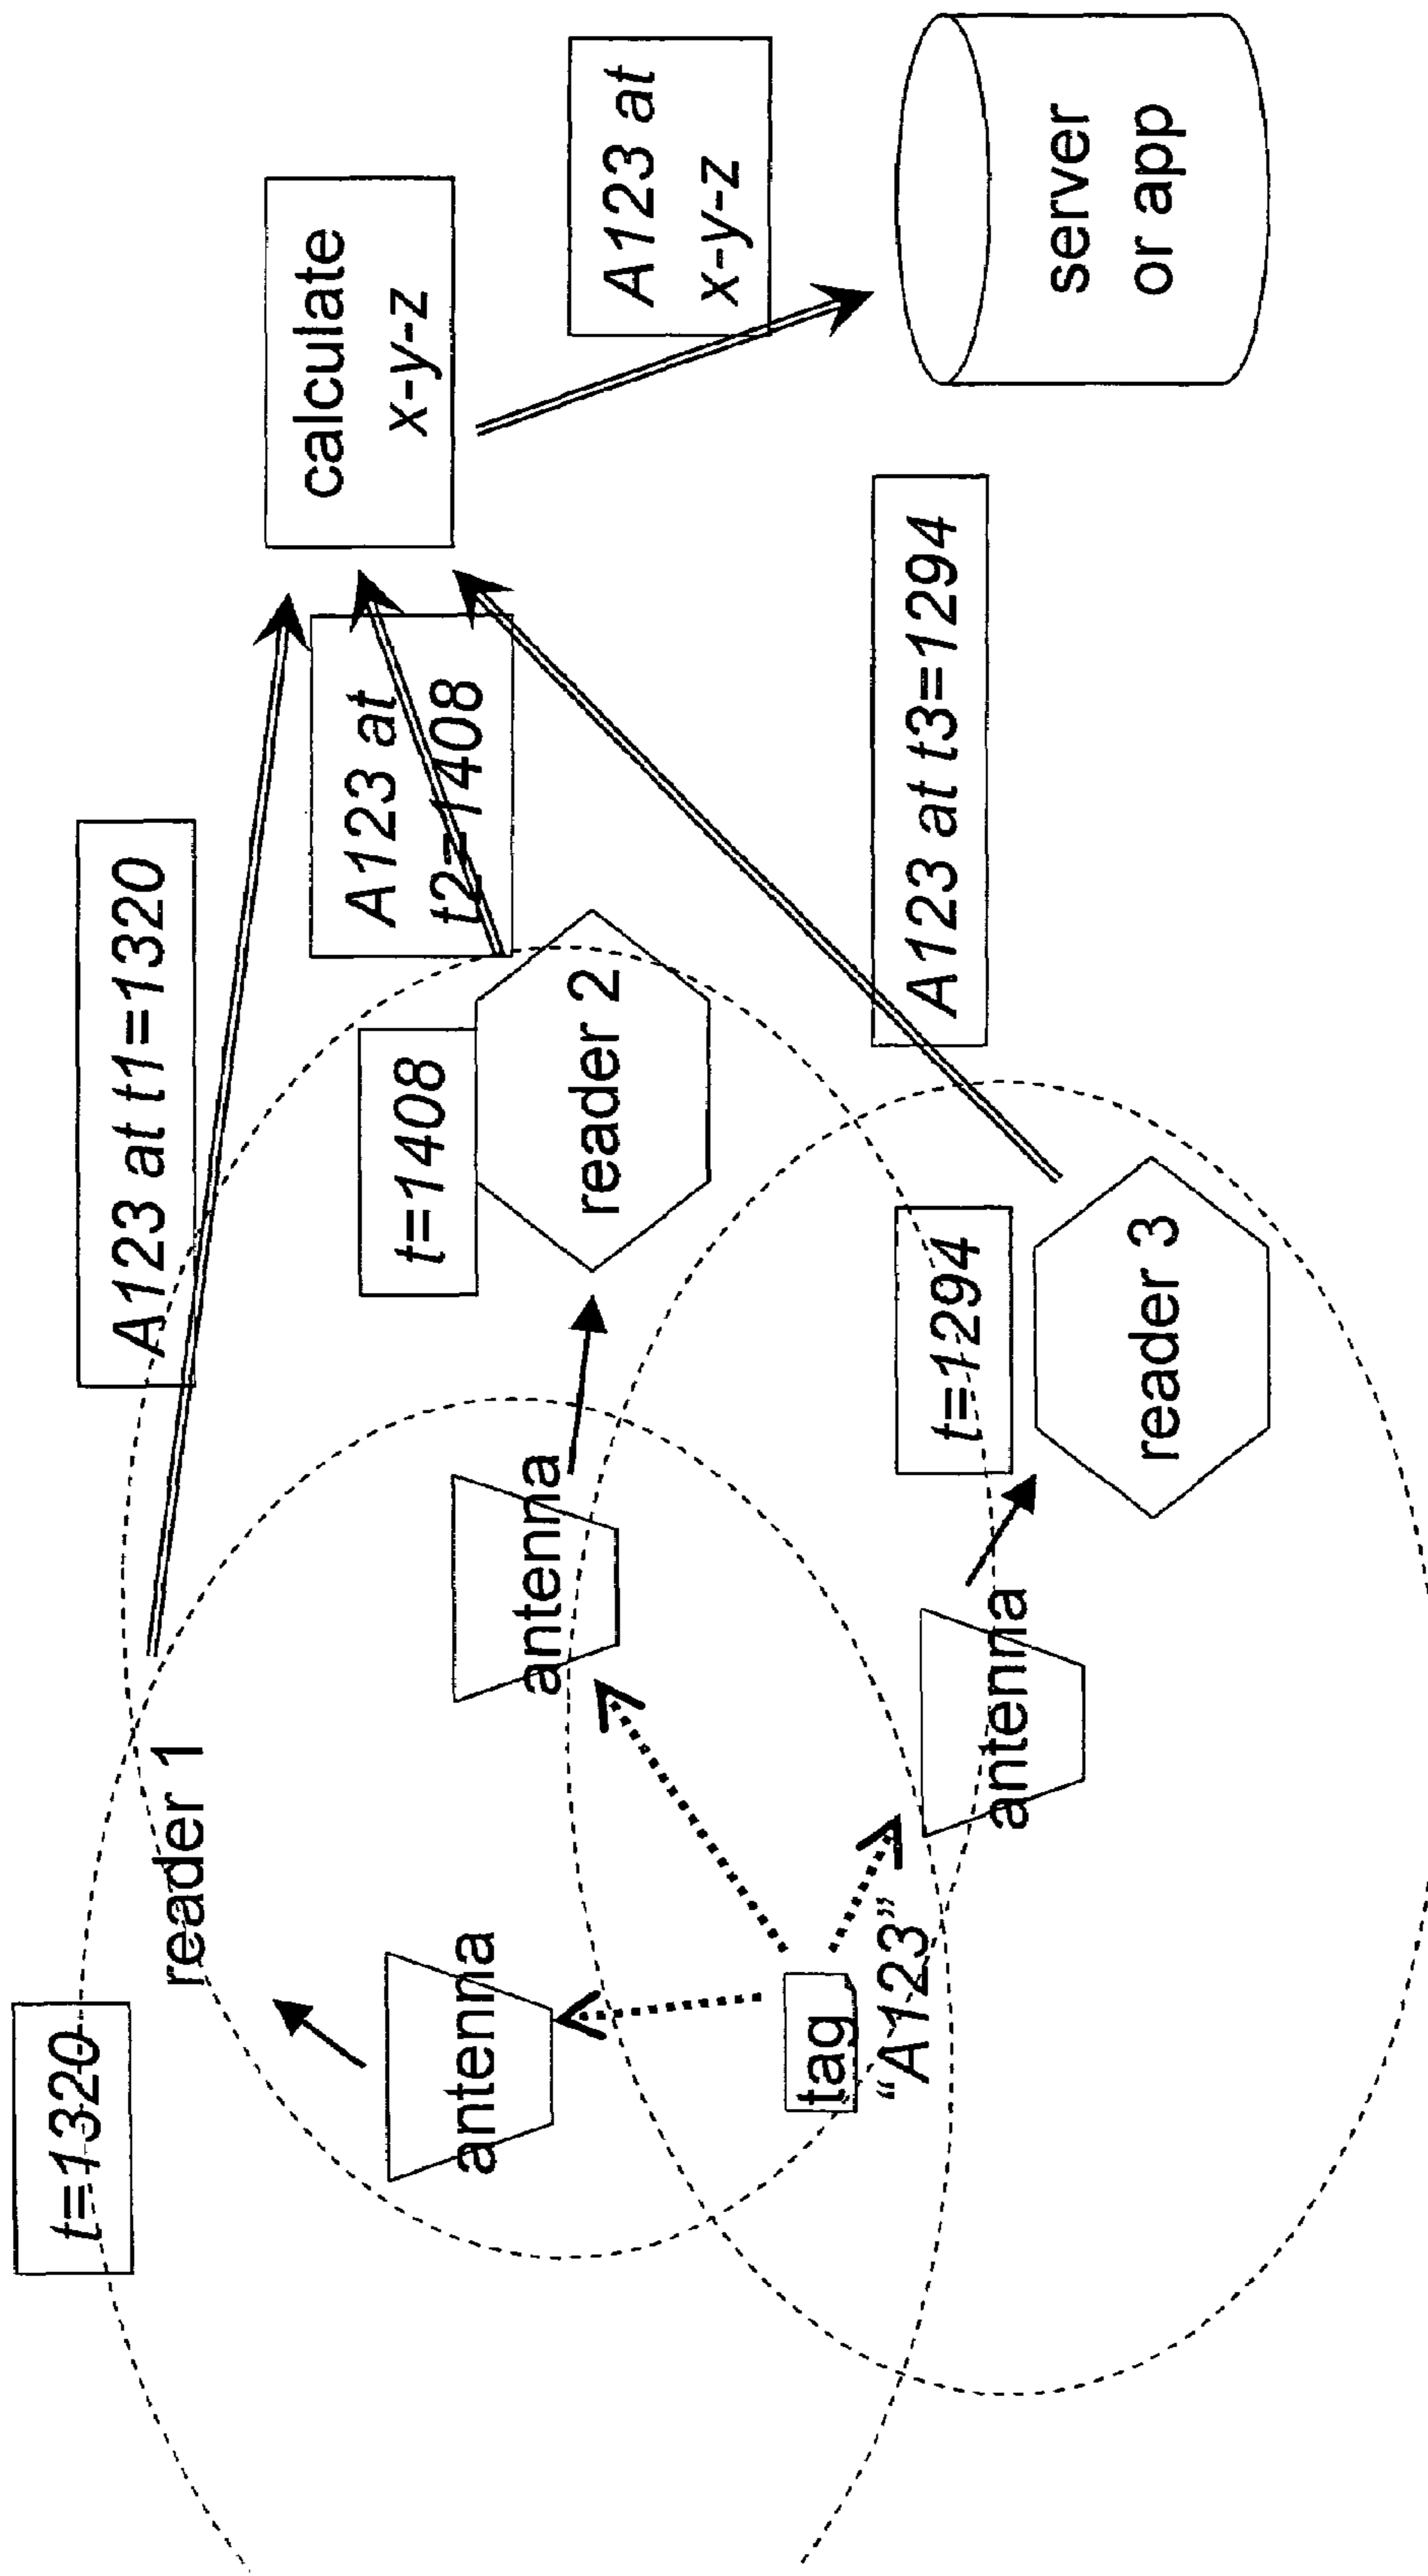 t=1320
reader 1
A123 at t1=1320
antenna
antenna
t=1408
reader 2
A123 at
t2=1408
calculate
x-y-z
A123 at
x-y-z
tag
“A123”
antenna
t=1294
reader 3
A123 at t3=1294
server
or app